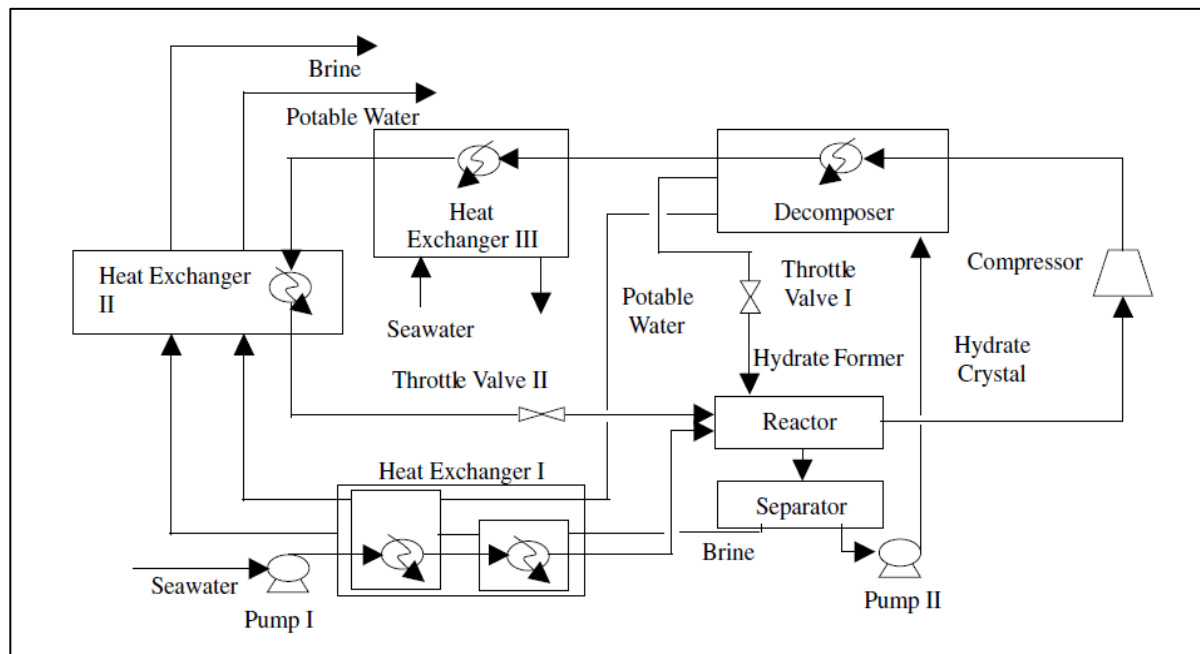 Brine
Potable Water
Heat
Exchanger III
Decomposer
Heat Exchanger
II
Seawater
Potable
Water
Throttle
Valve I
Compressor
Hydrate
Crystal
Throttle Valve II
Hydrate Former
Reactor
Heat Exchanger I
Separator
Brine
Seawater
Pump I
Pump II